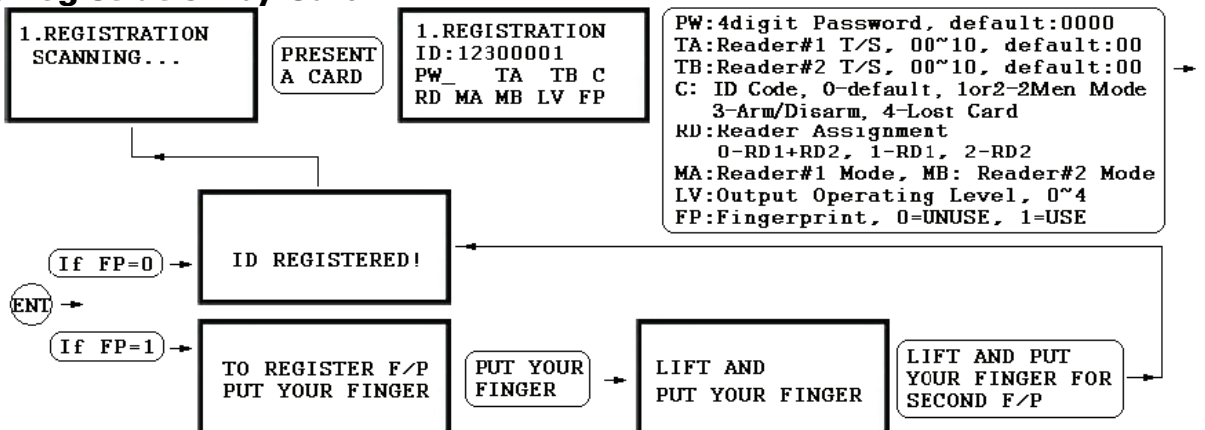 1.REGISTRATION
SCANNING...
PRESENT
A CARD
1.REGISTRATION
ID:12300001
PW_ TA TB C
RD MA MB LV FP
PW:4digit Password, default:0000
TA:Reader#1 T/S, 00~10, default:00
TB:Reader#2 T/S, 00~10, default:00
C: ID Code, 0-default, 1or2-2Men Mode
3-Arm/Disarm, 4-Lost Card
RD:Reader Assignment
0-RD1+RD2, 1-RD1, 2-RD2
MA:Reader#1 Mode, MB: Reader#2 Mode
LV:Output Operating Level, 0~4
FP:Fingerprint, 0=UNUSE, 1=USE
If FP=0
ID REGISTERED!
ENT
If FP=1
TO REGISTER F/P
PUT YOUR FINGER
PUT YOUR
FINGER
LIFT AND
PUT YOUR FINGER
LIFT AND PUT
YOUR FINGER FOR
SECOND F/P